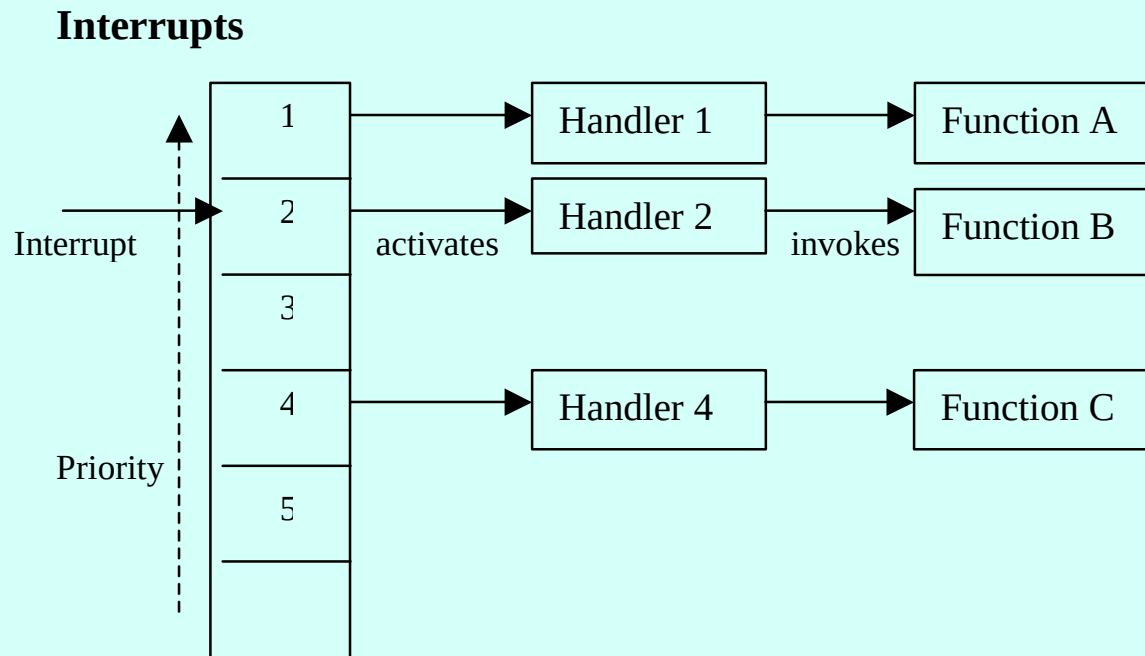 Interrupts
1
Handler 1
Function A
2
Handler 2
Function B
Interrupt
activates
invokes
3
4
Handler 4
Function C
Priority
5